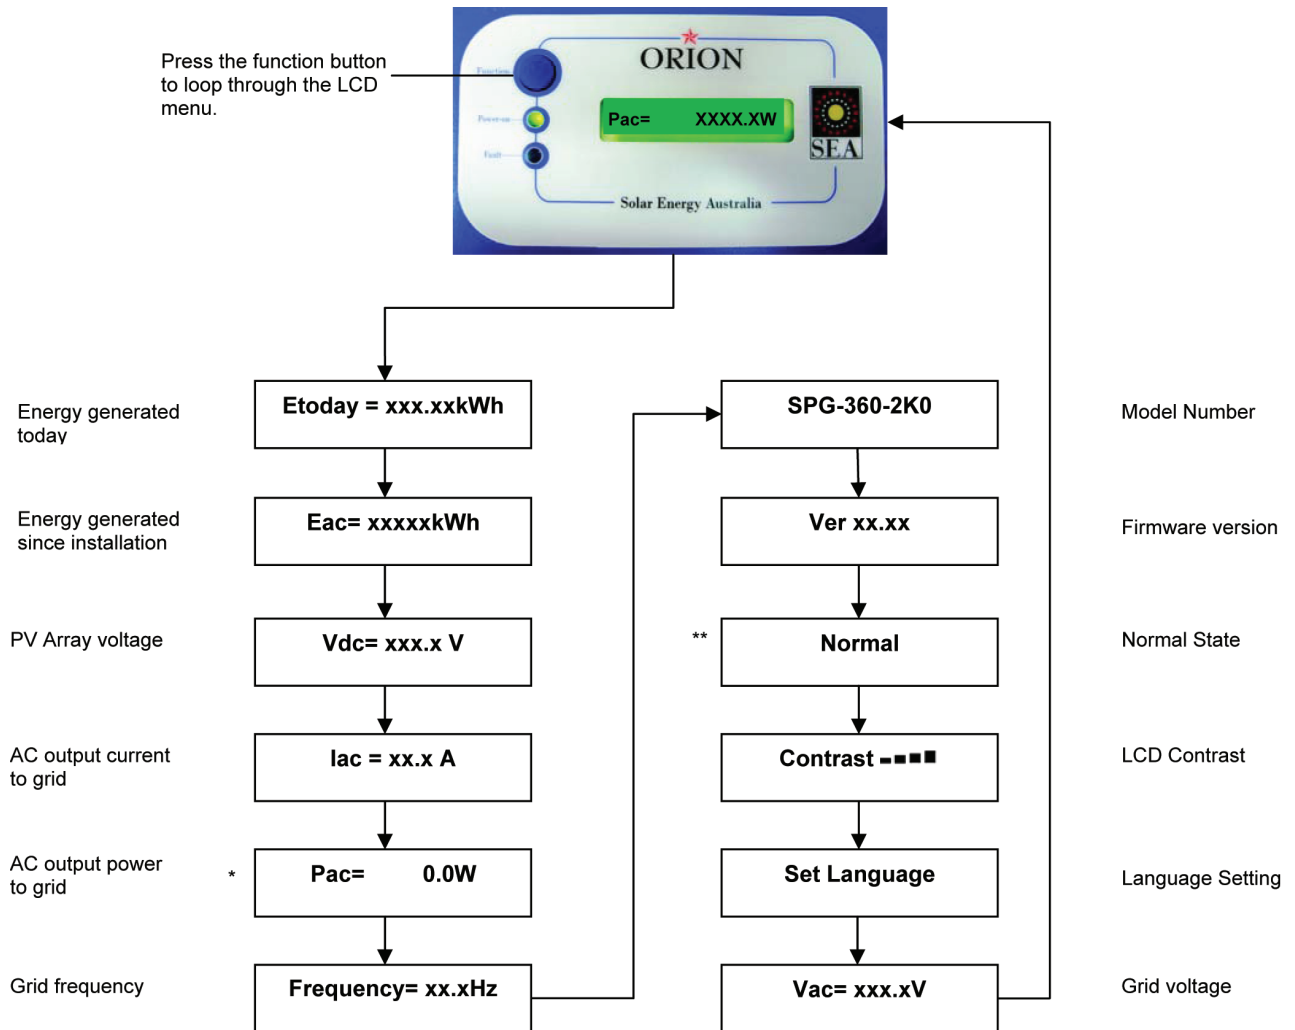 Press the function button
to loop through the LCD
menu.
ORION
Function
Power-on
Fault
Pac= XXXX.XW
SEA
Solar Energy Australia
Energy generated
today
Etoday = xxx.xxkWh
SPG-360-2K0
Model Number
Energy generated
since installation
Eac= xxxxxkWh
Ver xx.xx
Firmware version
PV Array voltage
Vdc= xxx.x V
**
Normal
Normal State
AC output current
to grid
Iac = xx.x A
Contrast
LCD Contrast
AC output power
to grid
*
Pac= 0.0W
Set Language
Language Setting
Grid frequency
Frequency= xx.xHz
Vac= xxx.xV
Grid voltage